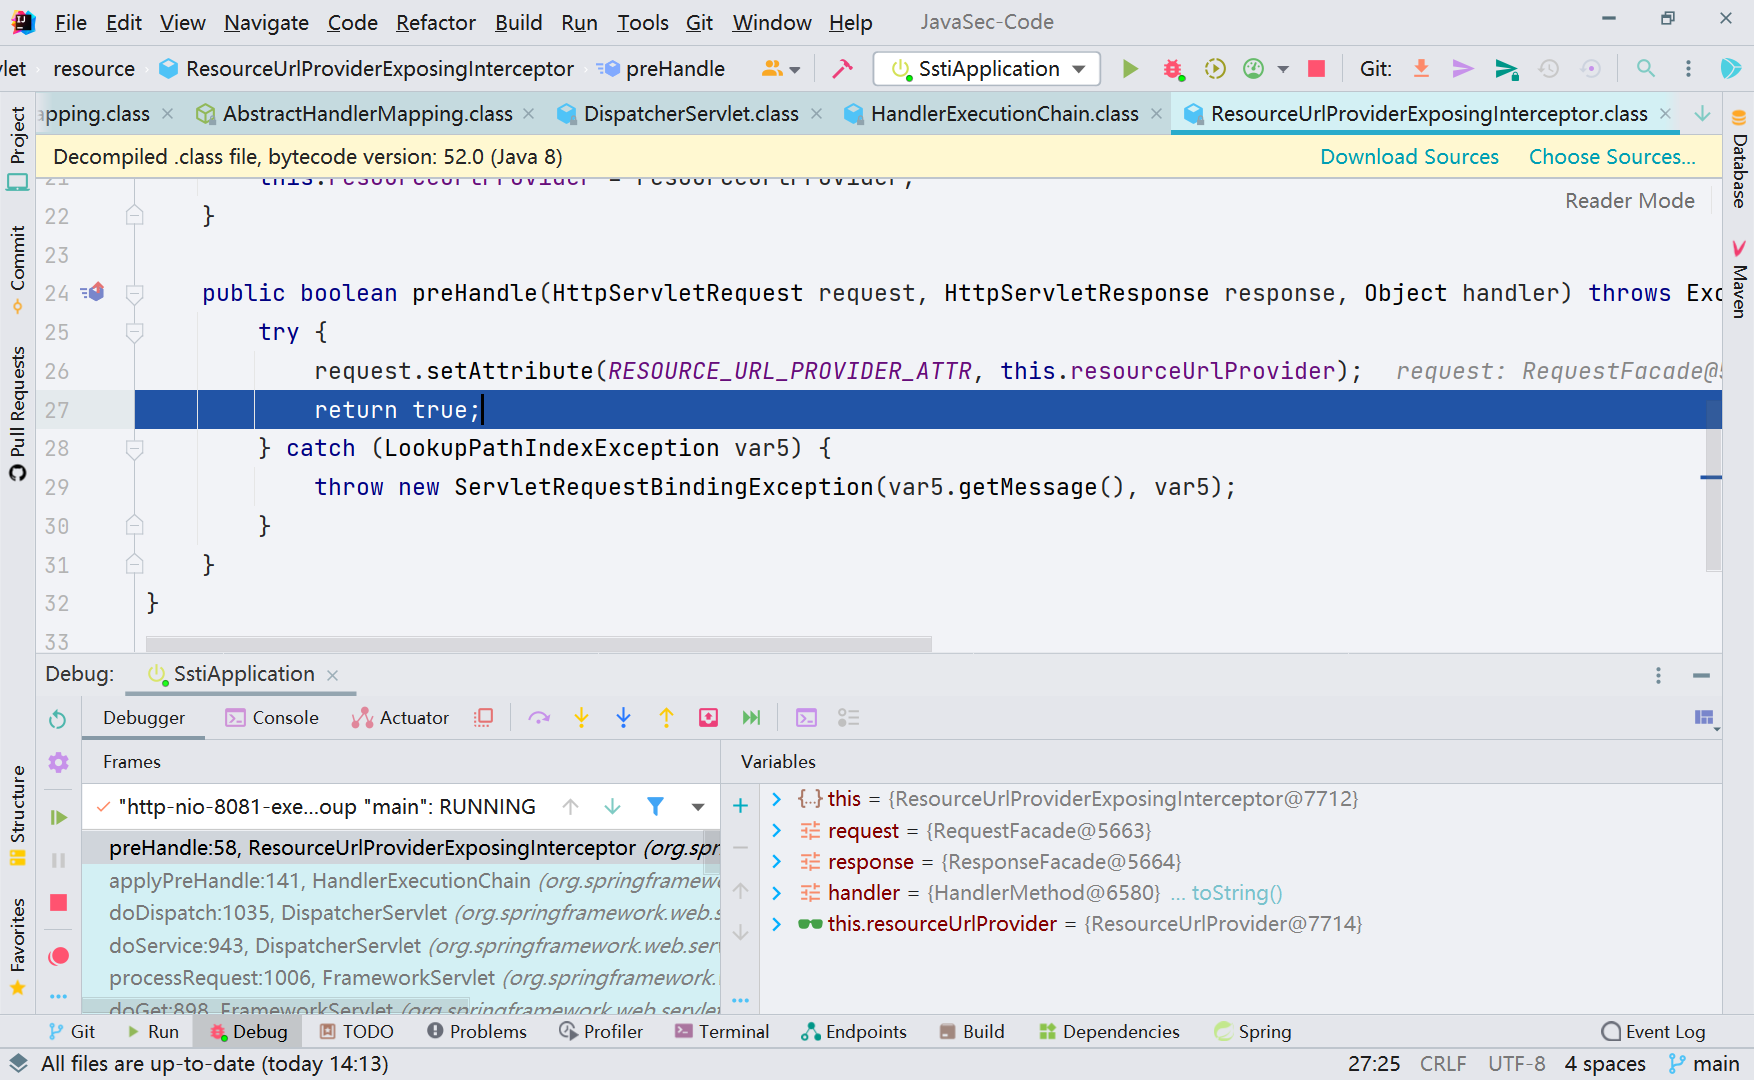 File Edit View Navigate Code Refactor Build Run Tools Git Window Help JavaSec-Code
vlet resource ResourceUrlProviderExposingInterceptor preHandle SstiApplication Git:
apping.class AbstractHandlerMapping.class DispatcherServlet.class HandlerExecutionChain.class ResourceUrlProviderExposingInterceptor.class
Decompiled .class file, bytecode version: 52.0 (Java 8) Download Sources Choose Sources...
Reader Mode
21 this.resourceUrlProvider = resourceUrlProvider;
22 }
23
24 public boolean preHandle(HttpServletRequest request, HttpServletResponse response, Object handler) throws Exc
25 try {
26 request.setAttribute(RESOURCE_URL_PROVIDER_ATTR, this.resourceUrlProvider); request: RequestFacade@5
27 return true;
28 } catch (LookupPathIndexException var5) {
29 throw new ServletRequestBindingException(var5.getMessage(), var5);
30 }
31 }
32 }
33
Project
Commit
Pull Requests
Structure
Favorites
Database
Maven
Debug: SstiApplication
Debugger Console Actuator
Frames Variables
"http-nio-8081-exe...oup "main": RUNNING
preHandle:58, ResourceUrlProviderExposingInterceptor (org.spr
applyPreHandle:141, HandlerExecutionChain (org.springframew
doDispatch:1035, DispatcherServlet (org.springframework.web.s
doService:943, DispatcherServlet (org.springframework.web.ser
processRequest:1006, FrameworkServlet (org.springframework.
doGet:898, FrameworkServlet (org.springframework.web.servlet
this = {ResourceUrlProviderExposingInterceptor@7712}
request = {RequestFacade@5663}
response = {ResponseFacade@5664}
handler = {HandlerMethod@6580} ... toString()
this.resourceUrlProvider = {ResourceUrlProvider@7714}
Git Run Debug TODO Problems Profiler Terminal Endpoints Build Dependencies Spring Event Log
All files are up-to-date (today 14:13) 27:25 CRLF UTF-8 4 spaces main